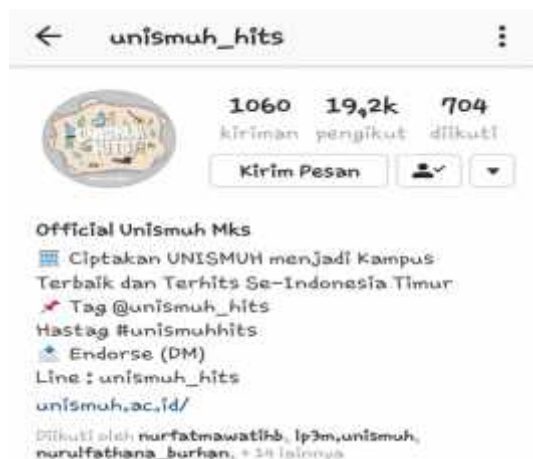 unismuh_hits
1060 19,2k 704
kiriman pengikut diikuti
Kirim Pesan
Official Unismuh Mks
Ciptakan UNISMUH menjadi Kampus
Terbaik dan Terhits Se-Indonesia Timur
Tag @unismuh_hits
Hastag #unismuhhits
Endorse (DM)
Line : unismuh_hits
unismuh.ac.id/
Diikuti oleh nurfatmawatihb, lp3m.unismuh,
nurulfathana_burhan, + 14 lainnya